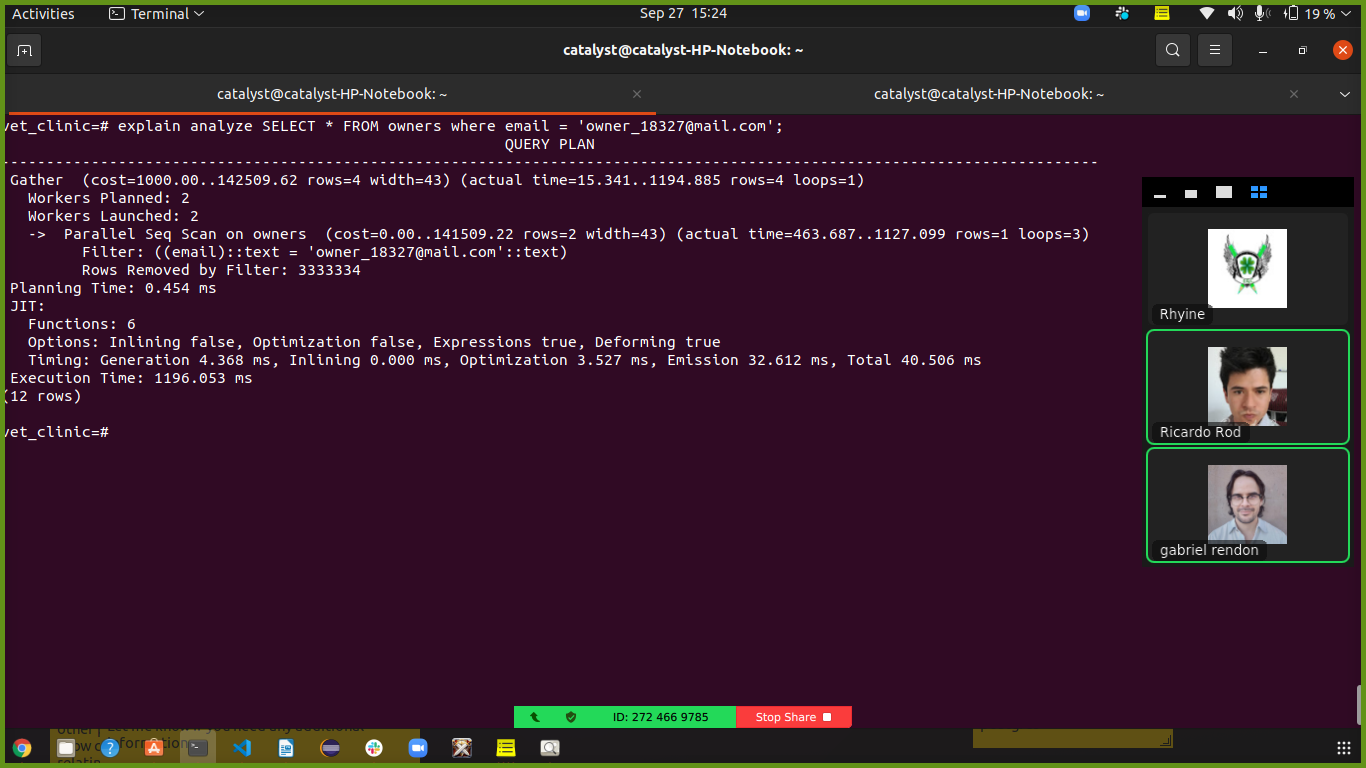 Activities
Terminal
Sep 27 15:24
19 %
catalyst@catalyst-HP-Notebook: ~
catalyst@catalyst-HP-Notebook: ~
catalyst@catalyst-HP-Notebook: ~
vet_clinic=# explain analyze SELECT * FROM owners where email = 'owner_18327@mail.com';
QUERY PLAN
-------------------------------------------------------------------------------------------------------------------------
Gather  (cost=1000.00..142509.62 rows=4 width=43) (actual time=15.341..1194.885 rows=4 loops=1)
Workers Planned: 2
Workers Launched: 2
->  Parallel Seq Scan on owners  (cost=0.00..141509.22 rows=2 width=43) (actual time=463.687..1127.099 rows=1 loops=3)
Filter: ((email)::text = 'owner_18327@mail.com'::text)
Rows Removed by Filter: 3333334
Planning Time: 0.454 ms
JIT:
Functions: 6
Options: Inlining false, Optimization false, Expressions true, Deforming true
Timing: Generation 4.368 ms, Inlining 0.000 ms, Optimization 3.527 ms, Emission 32.612 ms, Total 40.506 ms
Execution Time: 1196.053 ms
(12 rows)
vet_clinic=#
Rhyine
Ricardo Rod
gabriel rendon
ID: 272 466 9785
Stop Share